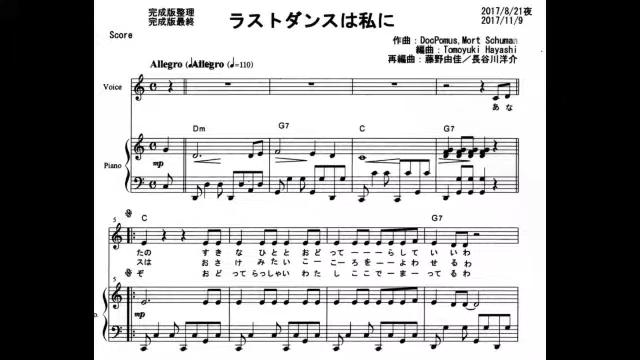 完成版整理
完成版最終
ラストダンスは私に
2017/8/21夜
2017/11/9
Score
作曲：DocPomus,Mort Schuman
編曲：Tomoyuki Hayashi
再編曲：藤野由佳／長谷川洋介
Allegro (♩=110)
Voice
あな
Dm G7 C G7
Piano
mp
5 C G7
たの すきな ひとと おどって ーーらして いいわ
スは おさけ みたい こーころを ーーよわ せるわ
ぞ おどって らっしゃい わたし ここで ーまーってるわ
5
mp